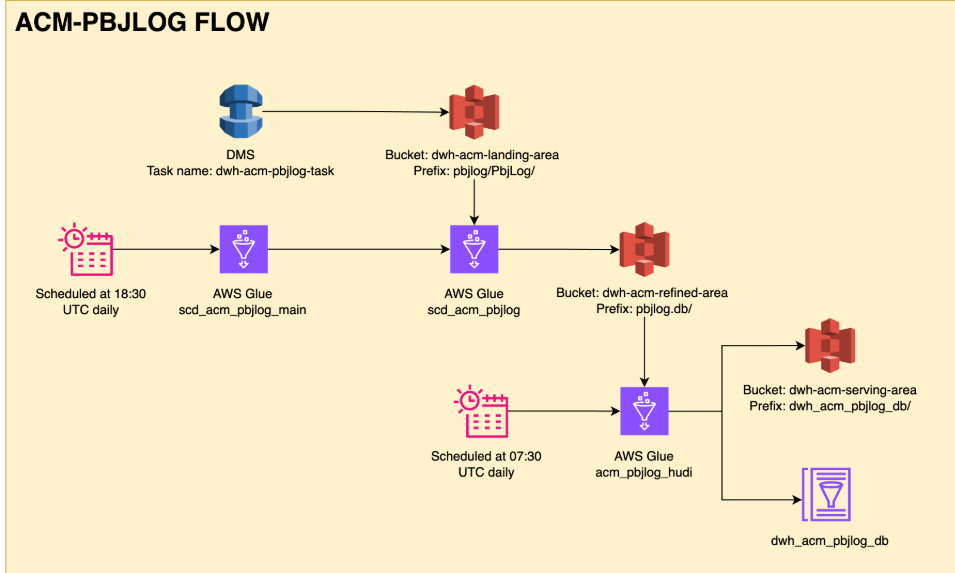 ACM-PBJLOG FLOW
DMS
Task name: dwh-acm-pbjlog-task
Bucket: dwh-acm-landing-area
Prefix: pbjlog/PbjLog/
Scheduled at 18:30
UTC daily
AWS Glue
scd_acm_pbjlog_main
AWS Glue
scd_acm_pbjlog
Bucket: dwh-acm-refined-area
Prefix: pbjlog.db/
Scheduled at 07:30
UTC daily
AWS Glue
acm_pbjlog_hudi
Bucket: dwh-acm-serving-area
Prefix: dwh_acm_pbjlog_db/
dwh_acm_pbjlog_db